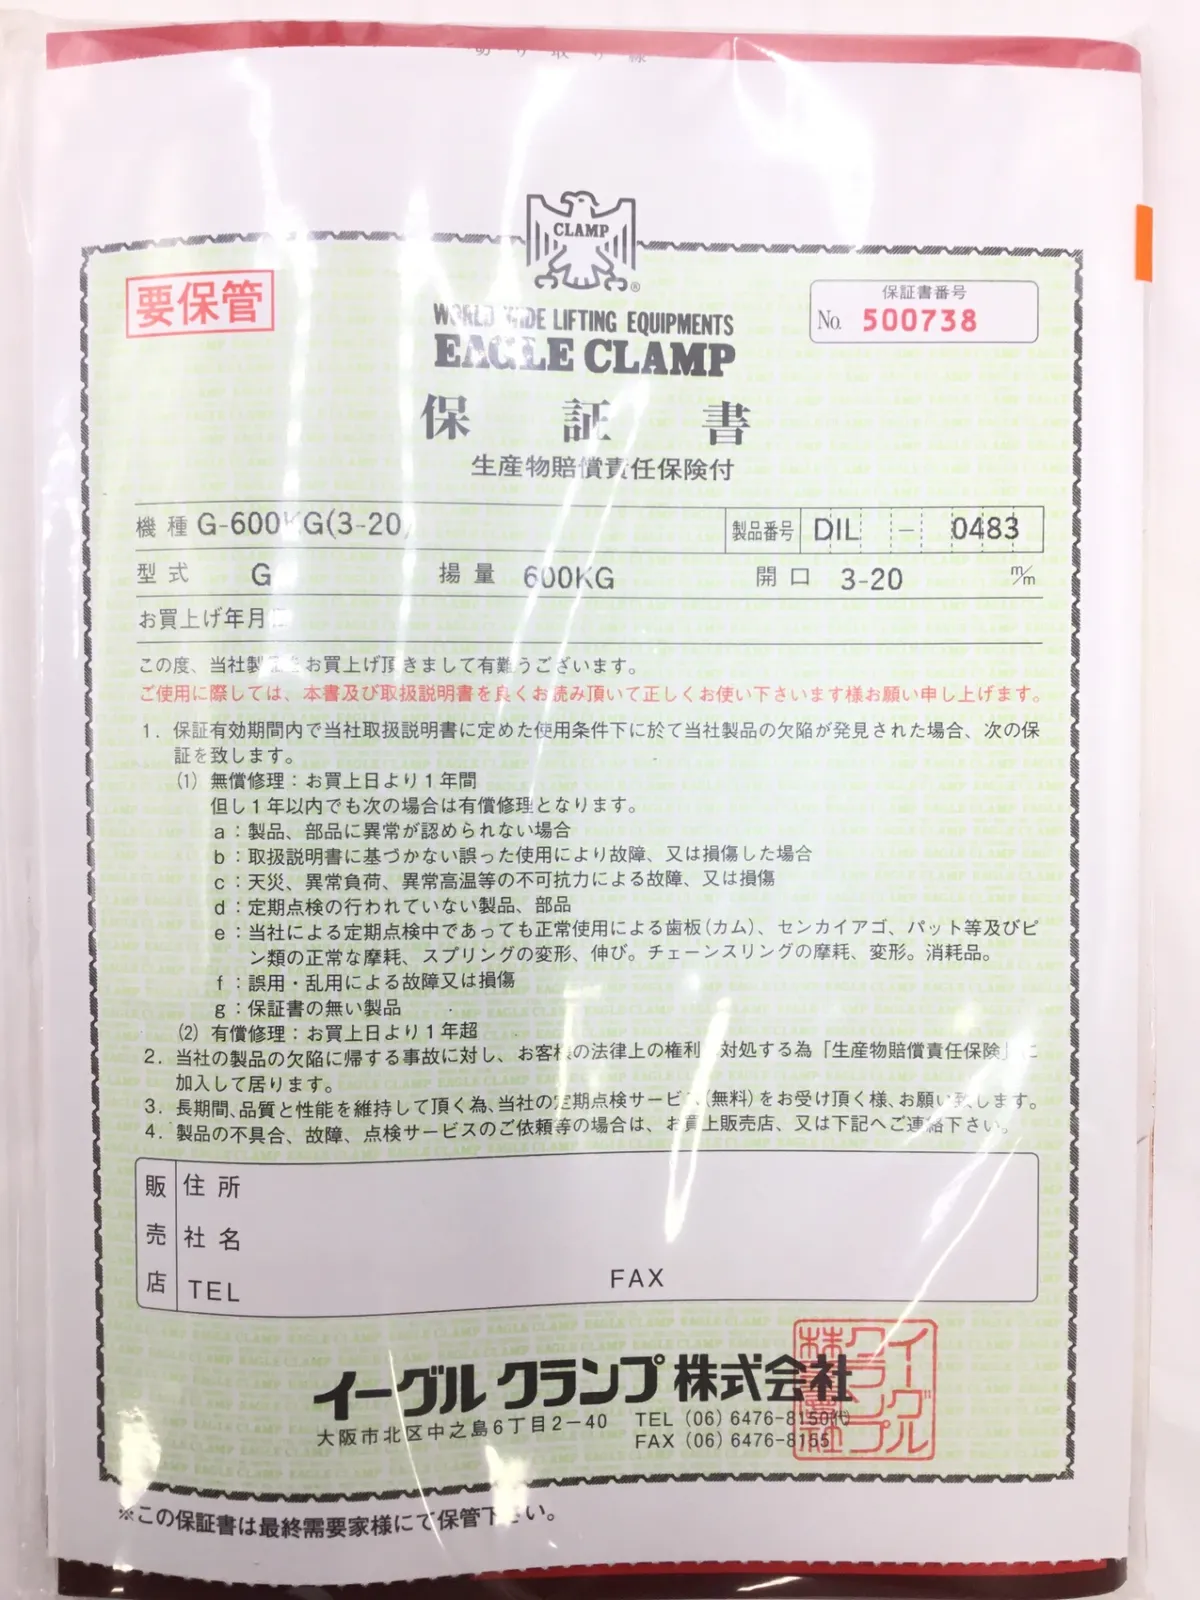 切り取り線
CLAMP
要保管
保証書番号
No. 500738
WORLD WIDE LIFTING EQUIPMENTS
EAGLE CLAMP
保証書
生産物賠償責任保険付
機種 G-600KG(3-20) 製品番号 DIL - 0483
型式 G 揚量 600KG 開口 3-20 m/m
お買上げ年月日
この度、当社製品をお買上げ頂きまして有難うございます。
ご使用に際しては、本書及び取扱説明書を良くお読み頂いて正しくお使い下さいます様お願い申し上げます。
1. 保証有効期間内で当社取扱説明書に定めた使用条件下に於て当社製品の欠陥が発見された場合、次の保
証を致します。
(1) 無償修理：お買上日より1年間
但し1年以内でも次の場合は有償修理となります。
a：製品、部品に異常が認められない場合
b：取扱説明書に基づかない誤った使用により故障、又は損傷した場合
c：天災、異常負荷、異常高温等の不可抗力による故障、又は損傷
d：定期点検の行われていない製品、部品
e：当社による定期点検中であっても正常使用による歯板(カム)、センカイアゴ、パット等及びピ
ン類の正常な摩耗、スプリングの変形、伸び。チェーンスリングの摩耗、変形。消耗品。
f：誤用・乱用による故障又は損傷
g：保証書の無い製品
(2) 有償修理：お買上日より1年超
2. 当社の製品の欠陥に帰する事故に対し、お客様の法律上の権利に対処する為「生産物賠償責任保険」に
加入して居ります。
3. 長期間、品質と性能を維持して頂く為、当社の定期点検サービス(無料)をお受け頂く様、お願い致します。
4. 製品の不具合、故障、点検サービスのご依頼等の場合は、お買上販売店、又は下記へご連絡下さい。
販売店
住所
社名
TEL FAX
イーグルクランプ株式会社
大阪市北区中之島6丁目2-40 TEL (06) 6476-8150代
FAX (06) 6476-8155
イーグルクランプ株式会社
※この保証書は最終需要家様にて保管下さい。